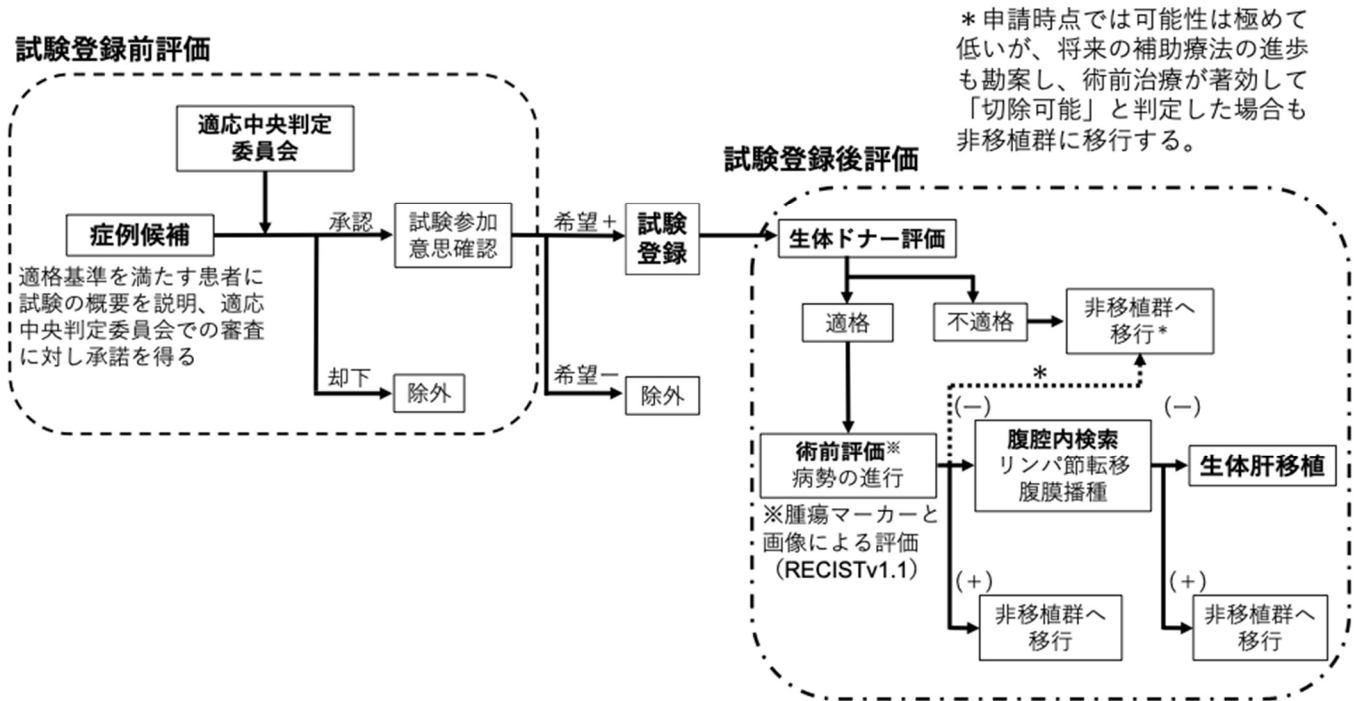 試験登録前評価
適応中央判定
委員会
症例候補
適格基準を満たす患者に
試験の概要を説明、適応
中央判定委員会での審査
に対し承諾を得る
承認
却下
試験参加
意思確認
除外
希望＋
希望－
試験
登録
除外
＊申請時点では可能性は極めて
低いが、将来の補助療法の進歩
も勘案し、術前治療が著効して
「切除可能」と判定した場合も
非移植群に移行する。
試験登録後評価
生体ドナー評価
適格
不適格
非移植群へ
移行*
＊
術前評価※
病勢の進行
※腫瘍マーカーと
画像による評価
（RECISTv1.1）
(－)
(＋)
腹腔内検索
リンパ節転移
腹膜播種
非移植群へ
移行
(－)
(＋)
生体肝移植
非移植群へ
移行